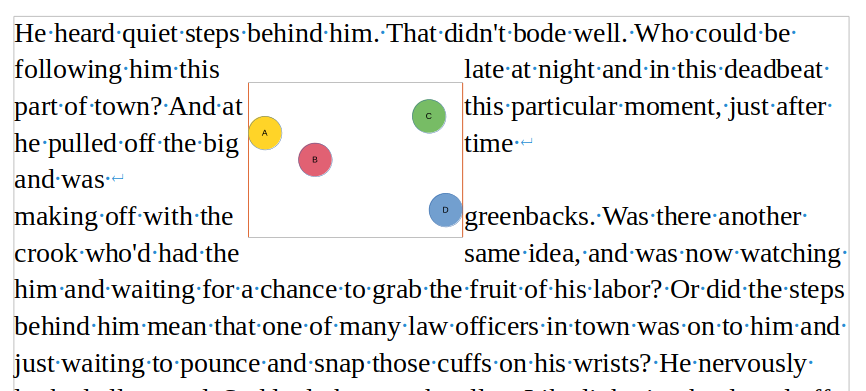 He heard quiet steps behind him. That didn't bode well. Who could be
following him this late at night and in this deadbeat
part of town? And at this particular moment, just after
he pulled off the big time
and was
making off with the greenbacks. Was there another
crook who'd had the same idea, and was now watching
him and waiting for a chance to grab the fruit of his labor? Or did the steps
behind him mean that one of many law officers in town was on to him and
just waiting to pounce and snap those cuffs on his wrists? He nervously
A
B
C
D